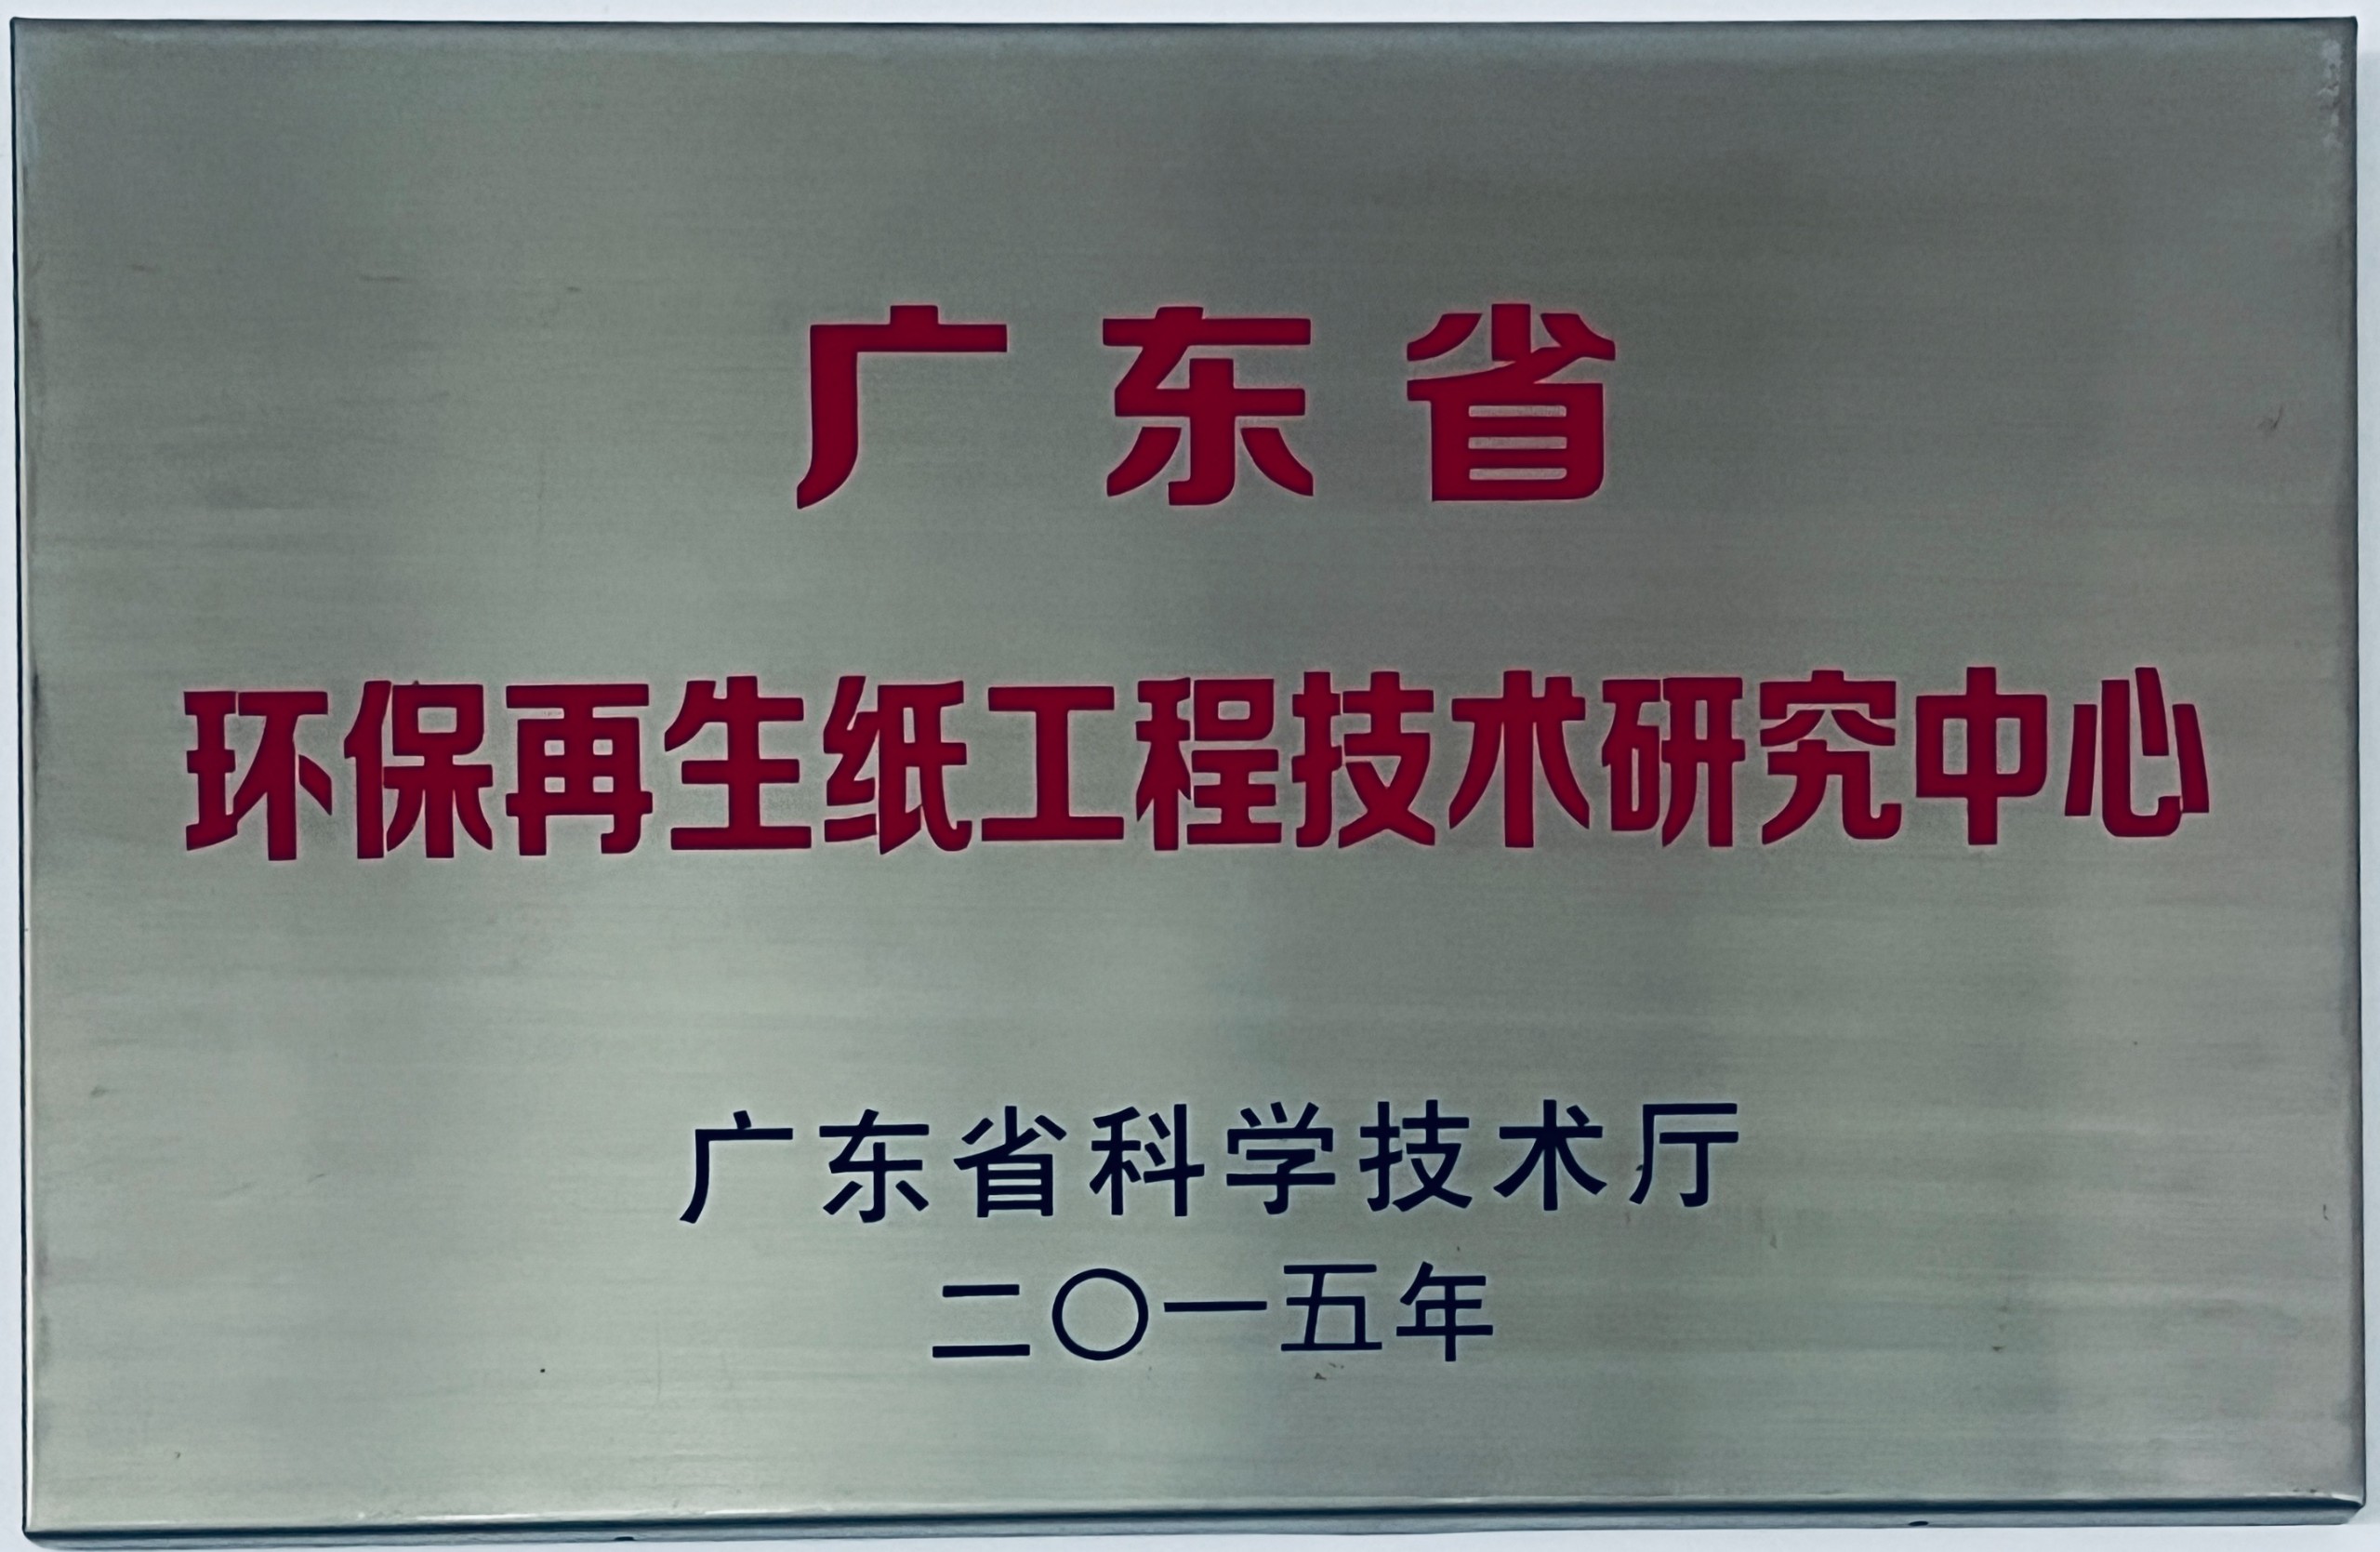 广东省
环保再生纸工程技术研究中心
广东省科学技术厅
二〇一五年